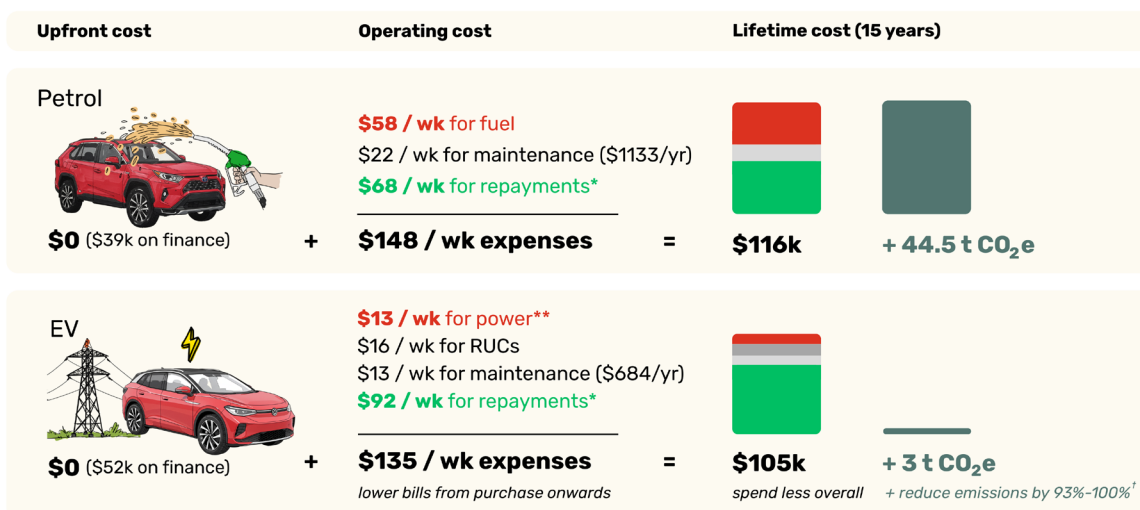 Upfront cost
Operating cost
Lifetime cost (15 years)
Petrol
$58 / wk for fuel
$22 / wk for maintenance ($1133/yr)
$68 / wk for repayments*
$0 ($39k on finance)
+
$148 / wk expenses
=
$116k
+ 44.5 t CO₂e
EV
$13 / wk for power**
$16 / wk for RUCs
$13 / wk for maintenance ($684/yr)
$92 / wk for repayments*
$0 ($52k on finance)
+
$135 / wk expenses
=
$105k
+ 3 t CO₂e
lower bills from purchase onwards
spend less overall
+ reduce emissions by 93%-100%†